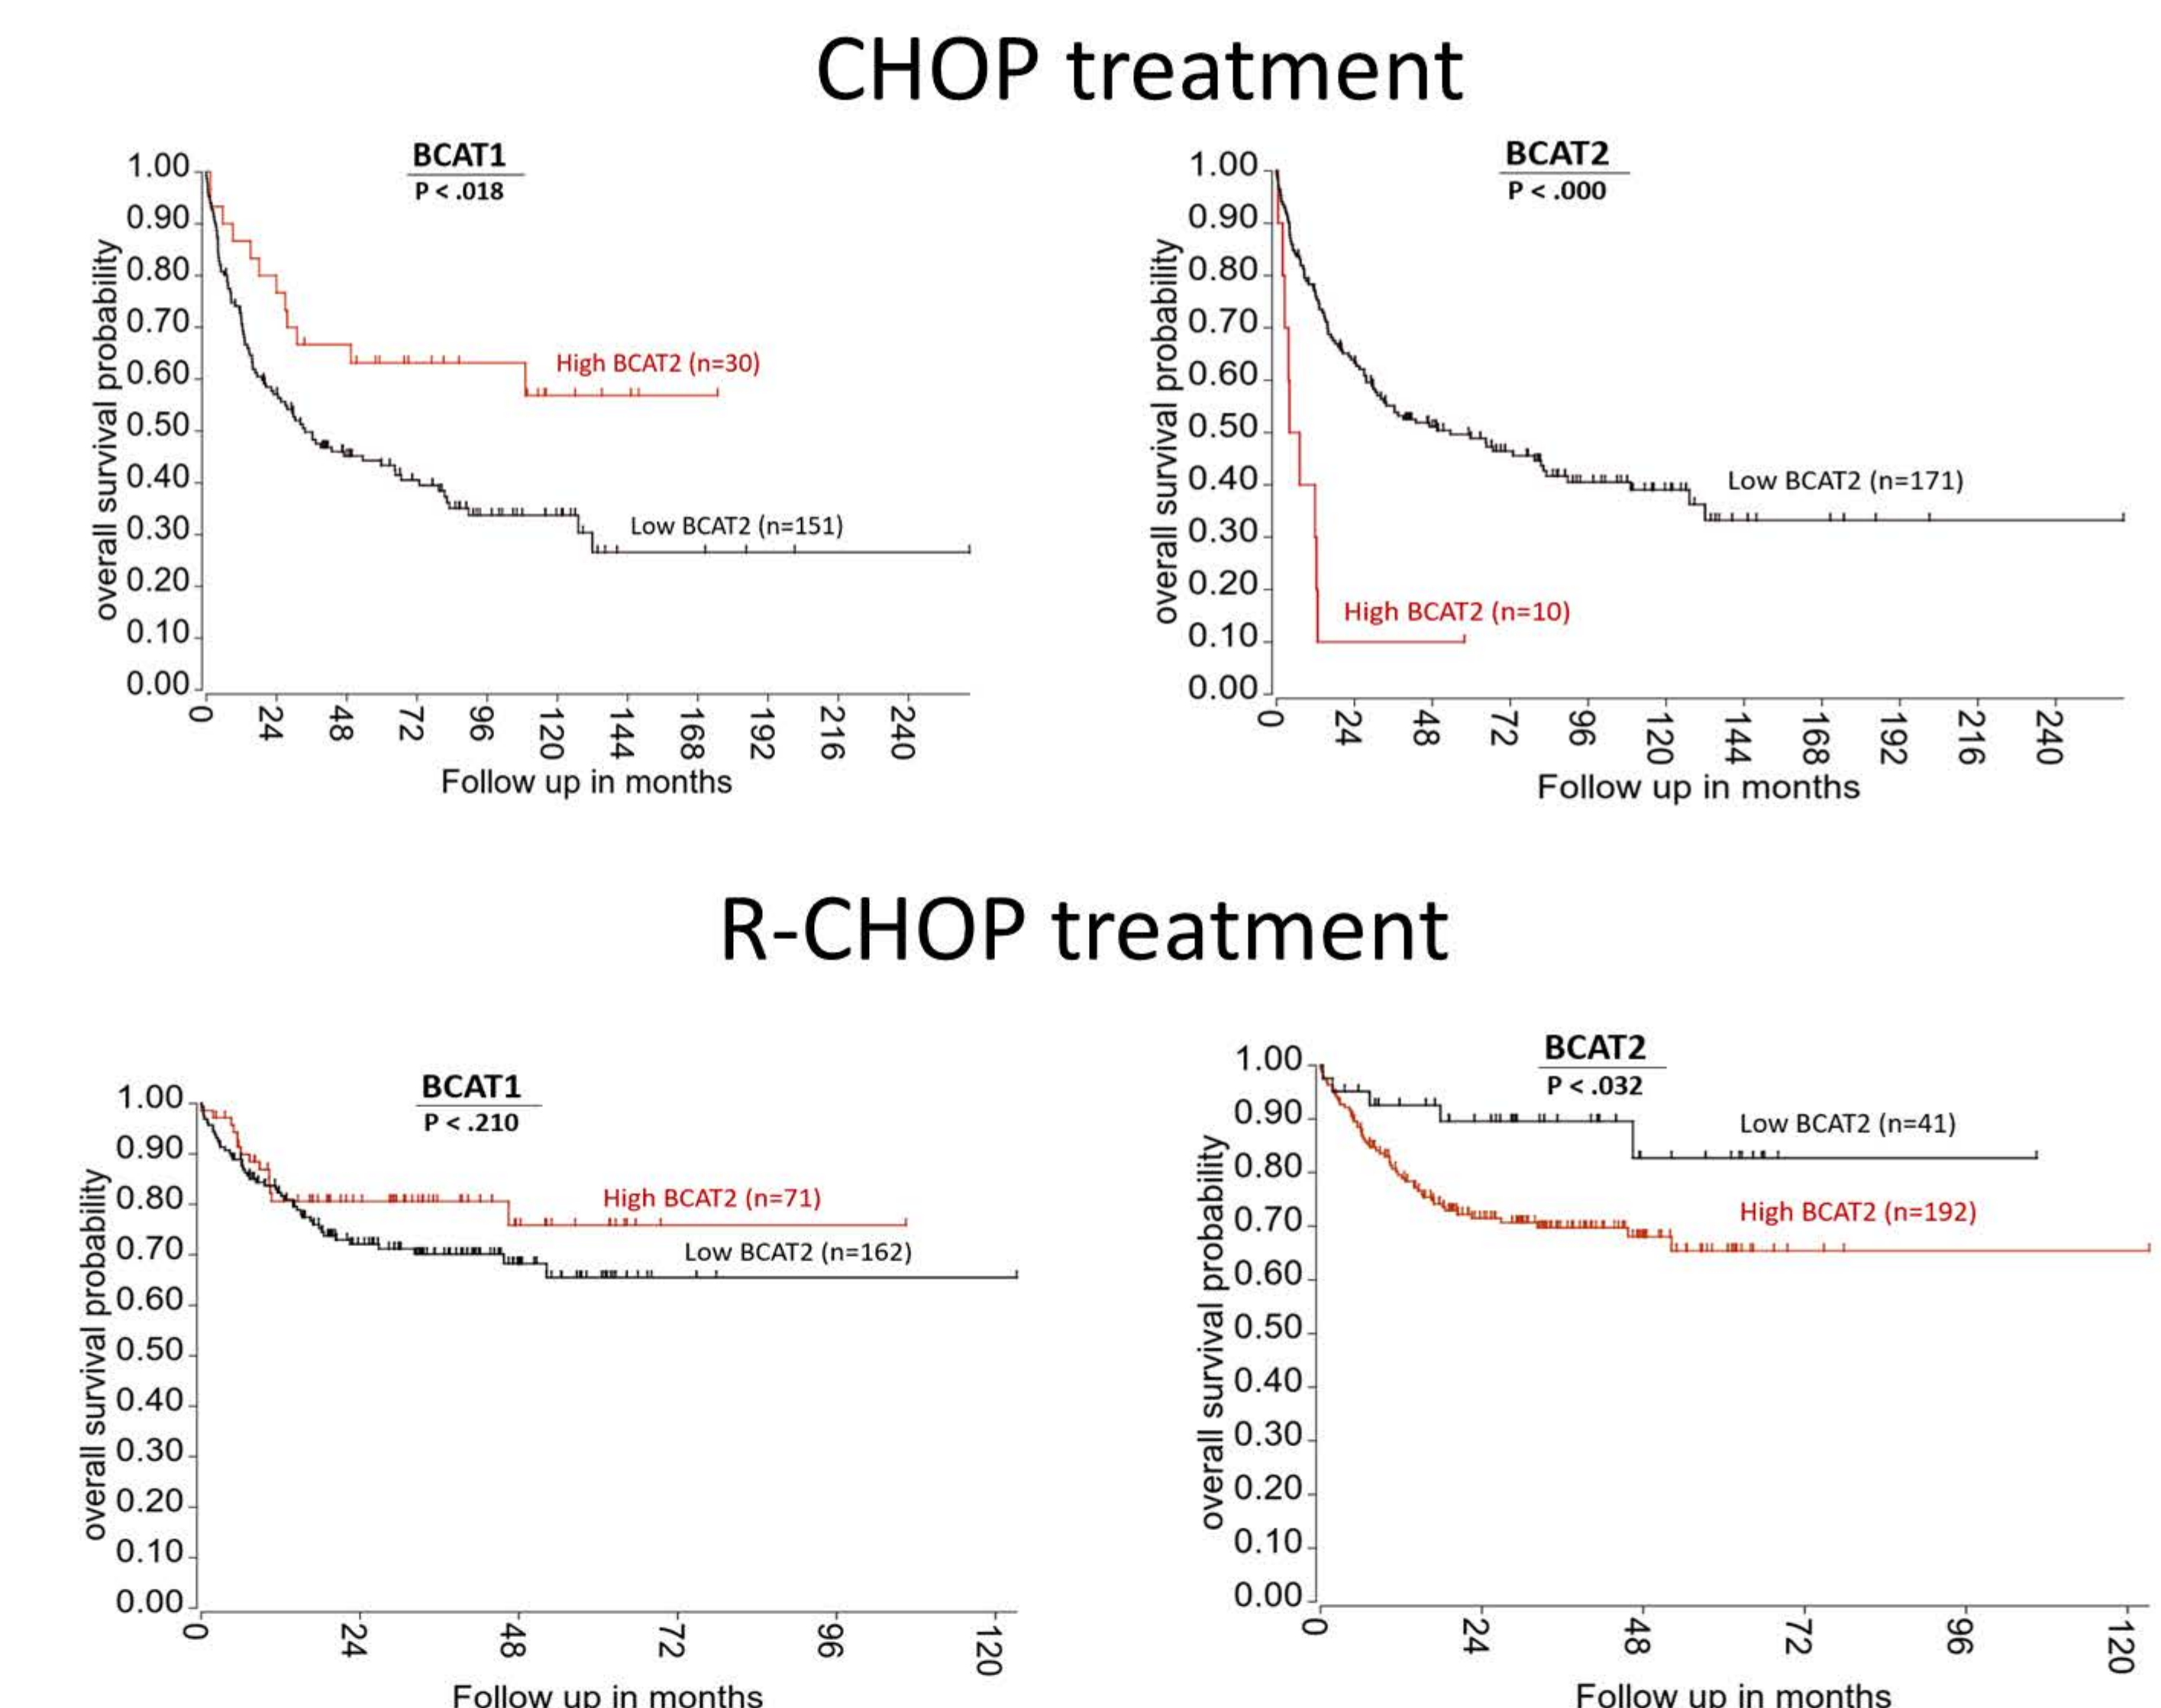 CHOP treatment
BCAT1
P < .018
1.00
0.90
0.80
0.70
0.60
0.50
0.40
0.30
0.20
0.10
0.00
overall survival probability
High BCAT2 (n=30)
Low BCAT2 (n=151)
0 24 48 72 96 120 144 168 192 216 240
Follow up in months
BCAT2
P < .000
1.00
0.90
0.80
0.70
0.60
0.50
0.40
0.30
0.20
0.10
0.00
overall survival probability
Low BCAT2 (n=171)
High BCAT2 (n=10)
0 24 48 72 96 120 144 168 192 216 240
Follow up in months
R-CHOP treatment
BCAT1
P < .210
1.00
0.90
0.80
0.70
0.60
0.50
0.40
0.30
0.20
0.10
0.00
overall survival probability
High BCAT2 (n=71)
Low BCAT2 (n=162)
0 24 48 72 96 120
Follow up in months
BCAT2
P < .032
1.00
0.90
0.80
0.70
0.60
0.50
0.40
0.30
0.20
0.10
0.00
overall survival probability
Low BCAT2 (n=41)
High BCAT2 (n=192)
0 24 48 72 96 120
Follow up in months